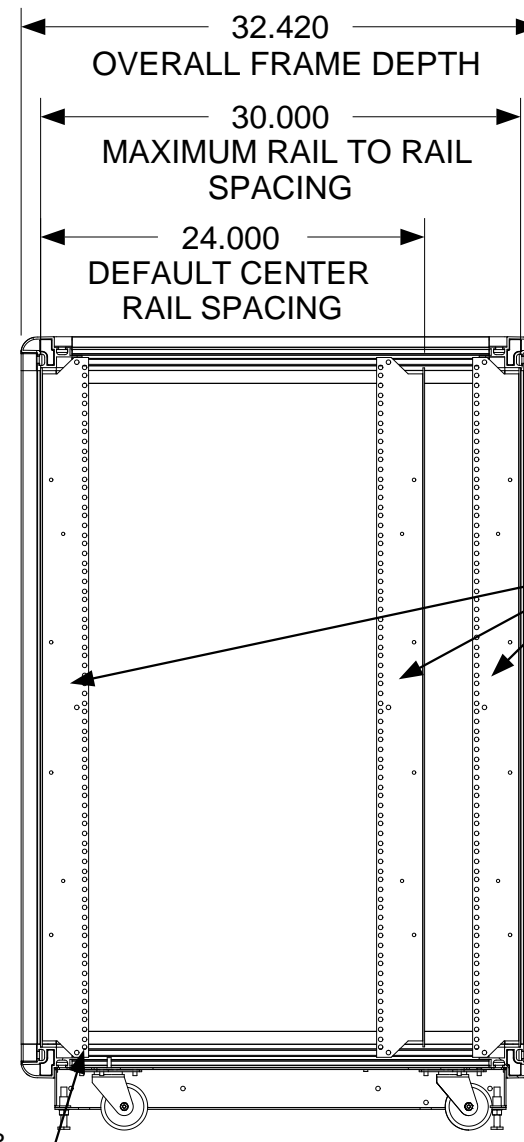 32.420
OVERALL FRAME DEPTH
30.000
MAXIMUM RAIL TO RAIL
SPACING
24.000
DEFAULT CENTER
RAIL SPACING